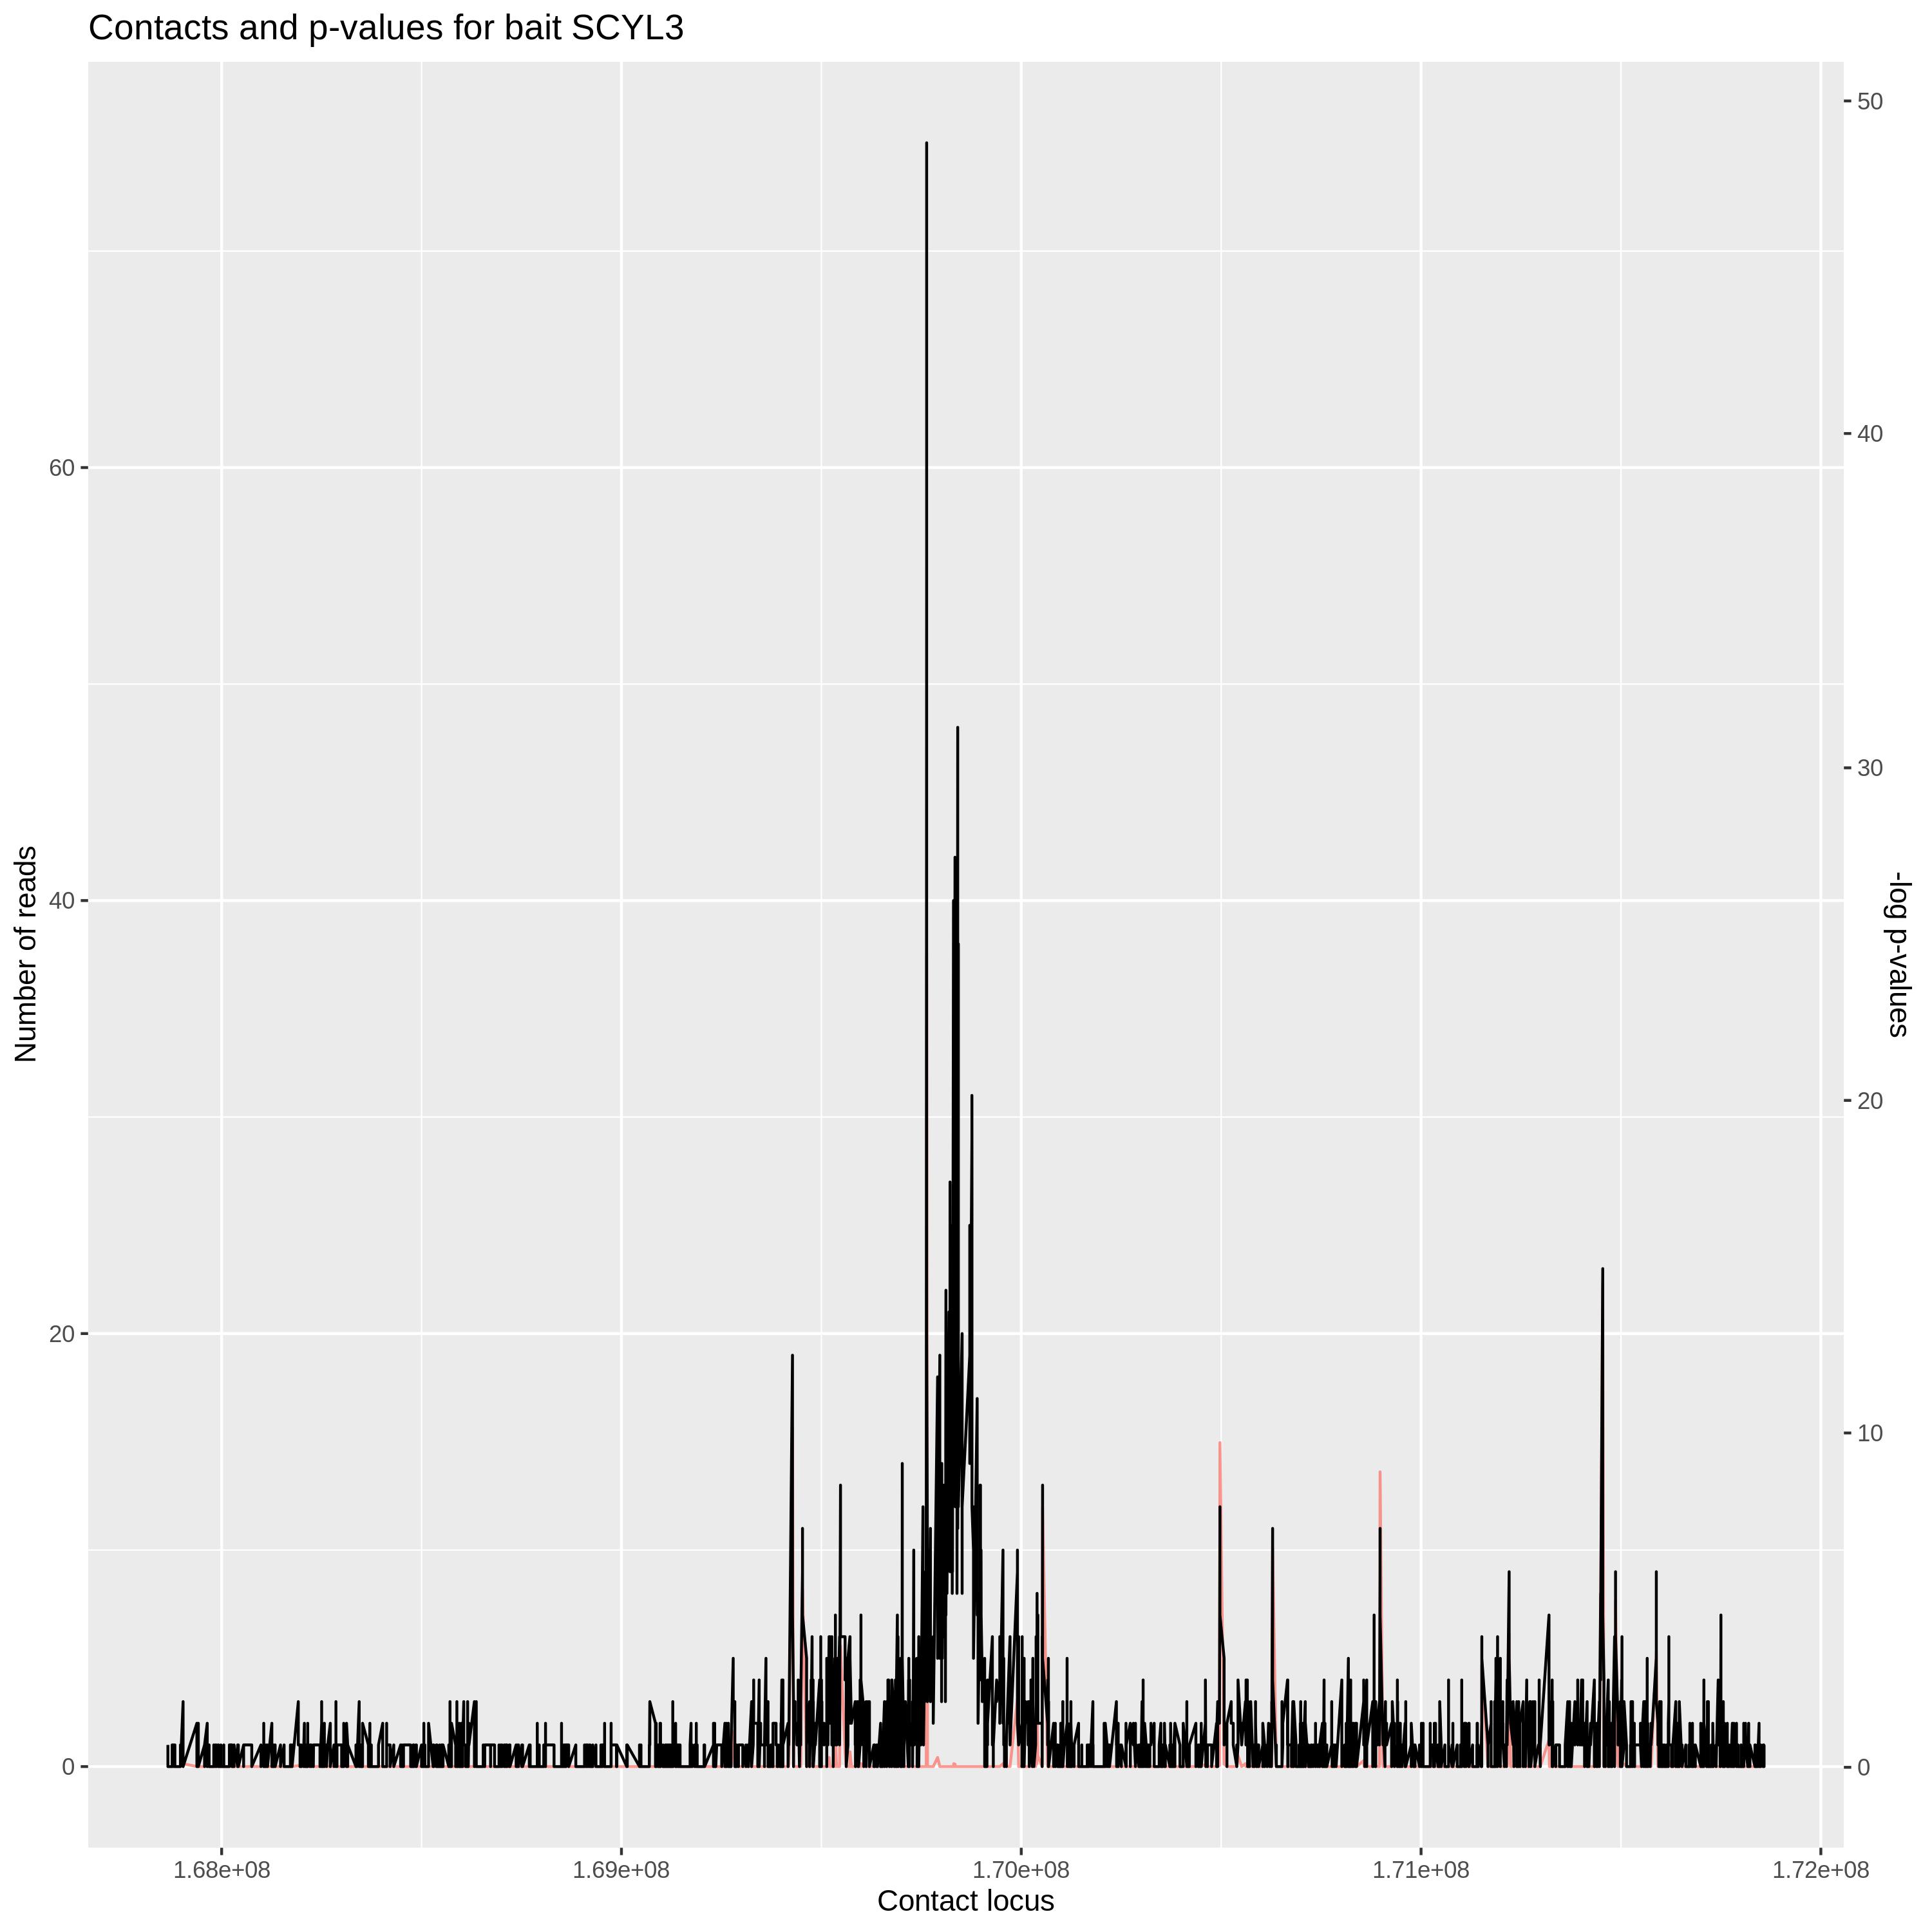 Contacts and p-values for bait SCYL3
Number of reads
60
40
20
0
50
40
30
20
10
0
-log p-values
1.68e+08
1.69e+08
1.70e+08
1.71e+08
1.72e+08
Contact locus